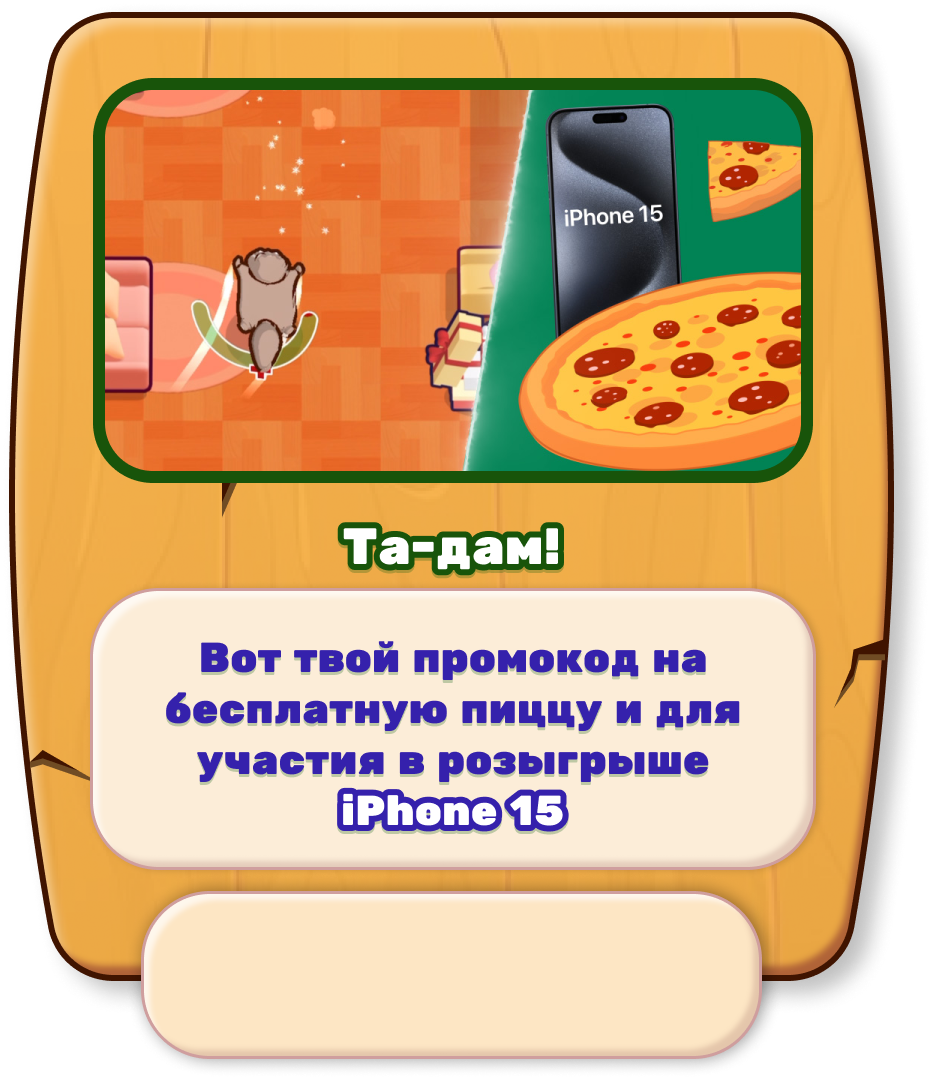 iPhone 15
Та-дам!
Вот твой промокод на
бесплатную пиццу и для
участия в розыгрыше
iPhone 15